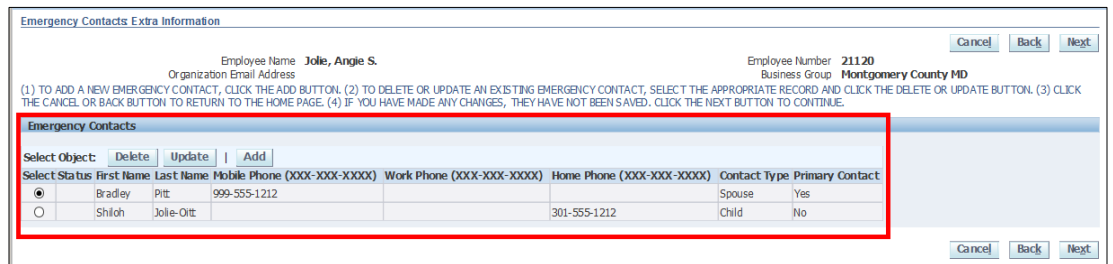 Emergency Contacts: Extra Information
Cancel Back Next
Employee Name Jolie, Angie S. Employee Number 21120
Organization Email Address Business Group Montgomery County MD
(1) TO ADD A NEW EMERGENCY CONTACT, CLICK THE ADD BUTTON. (2) TO DELETE OR UPDATE AN EXISTING EMERGENCY CONTACT, SELECT THE APPROPRIATE RECORD AND CLICK THE DELETE OR UPDATE BUTTON. (3) CLICK
THE CANCEL OR BACK BUTTON TO RETURN TO THE HOME PAGE. (4) IF YOU HAVE MADE ANY CHANGES, THEY HAVE NOT BEEN SAVED. CLICK THE NEXT BUTTON TO CONTINUE.
Emergency Contacts
Select Object: Delete Update | Add
Select Status First Name Last Name Mobile Phone (XXX-XXX-XXXX) Work Phone (XXX-XXX-XXXX) Home Phone (XXX-XXX-XXXX) Contact Type Primary Contact
Bradley Pitt 999-555-1212 Spouse Yes
Shiloh Jolie-Oitt 301-555-1212 Child No
Cancel Back Next